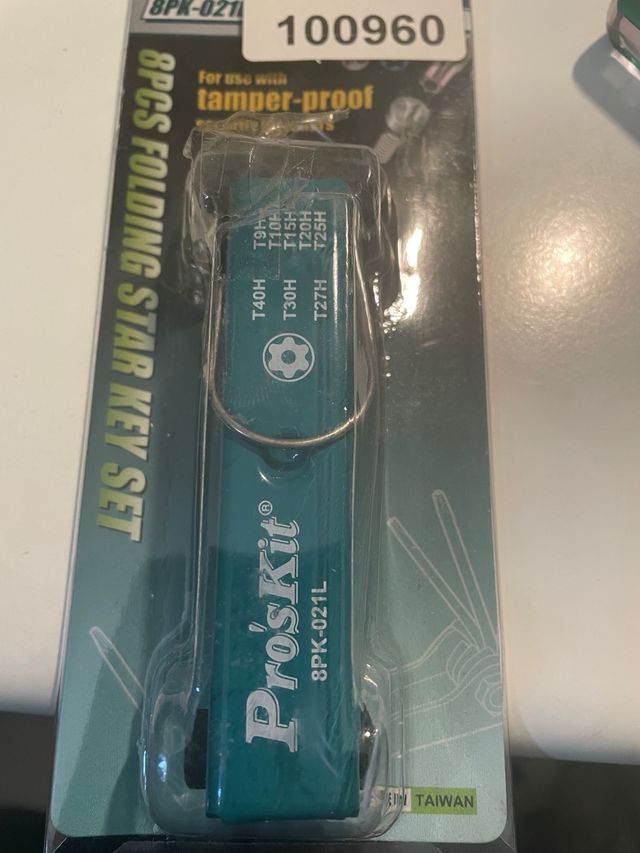 8PK-021L
100960
For use with
tamper-proof
8PCS FOLDING STAR KEY SET
T9H
T10H
T15H
T20H
T25H
T40H
T30H
T27H
Pro'sKit®
8PK-021L
TAIWAN